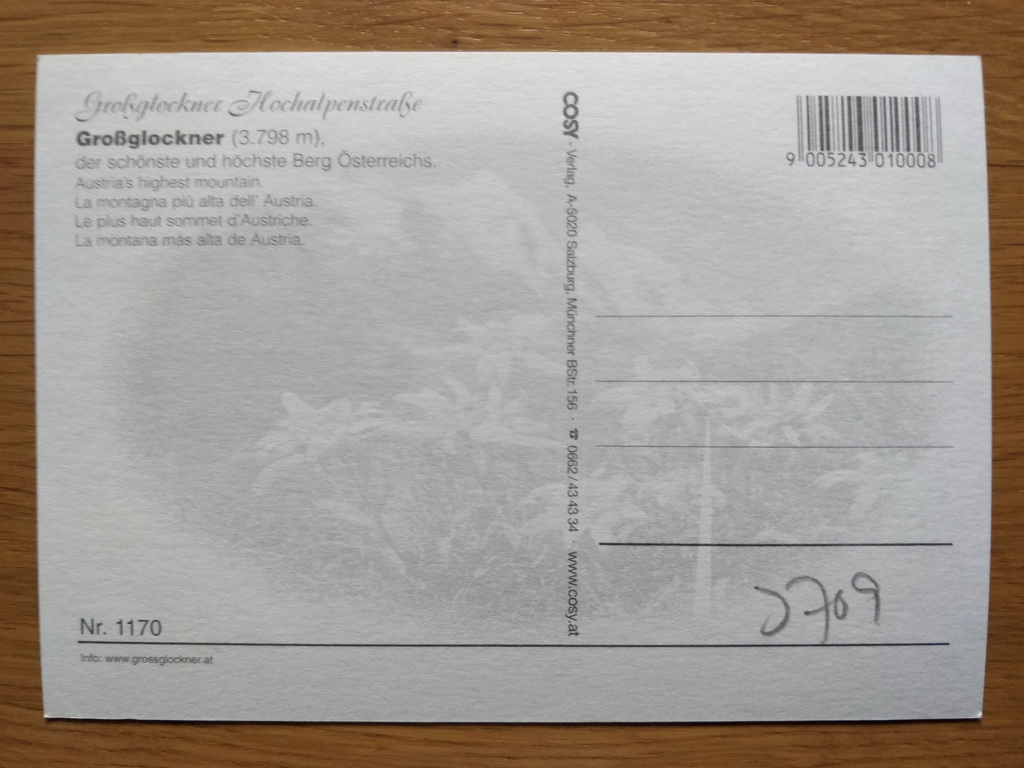 Großglockner Hochalpenstraße
Großglockner (3.798 m),
der schönste und höchste Berg Österreichs.
Austria's highest mountain.
La montagna più alta dell' Austria.
Le plus haut sommet d'Austriche.
La montana más alta de Austria.
COSY - Verlag, A-5020 Salzburg, Münchner BStr. 156 · ☎ 0662/43 43 34 · www.cosy.at
9 005243 010008
Nr. 1170
Info: www.grossglockner.at